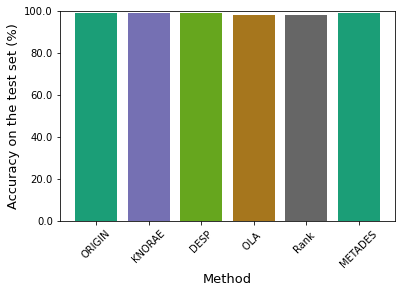 Accuracy on the test set (%)
100.0
80.0
60.0
40.0
20.0
0.0
ORIGIN
KNORAE
DESP
OLA
Rank
METADES
Method